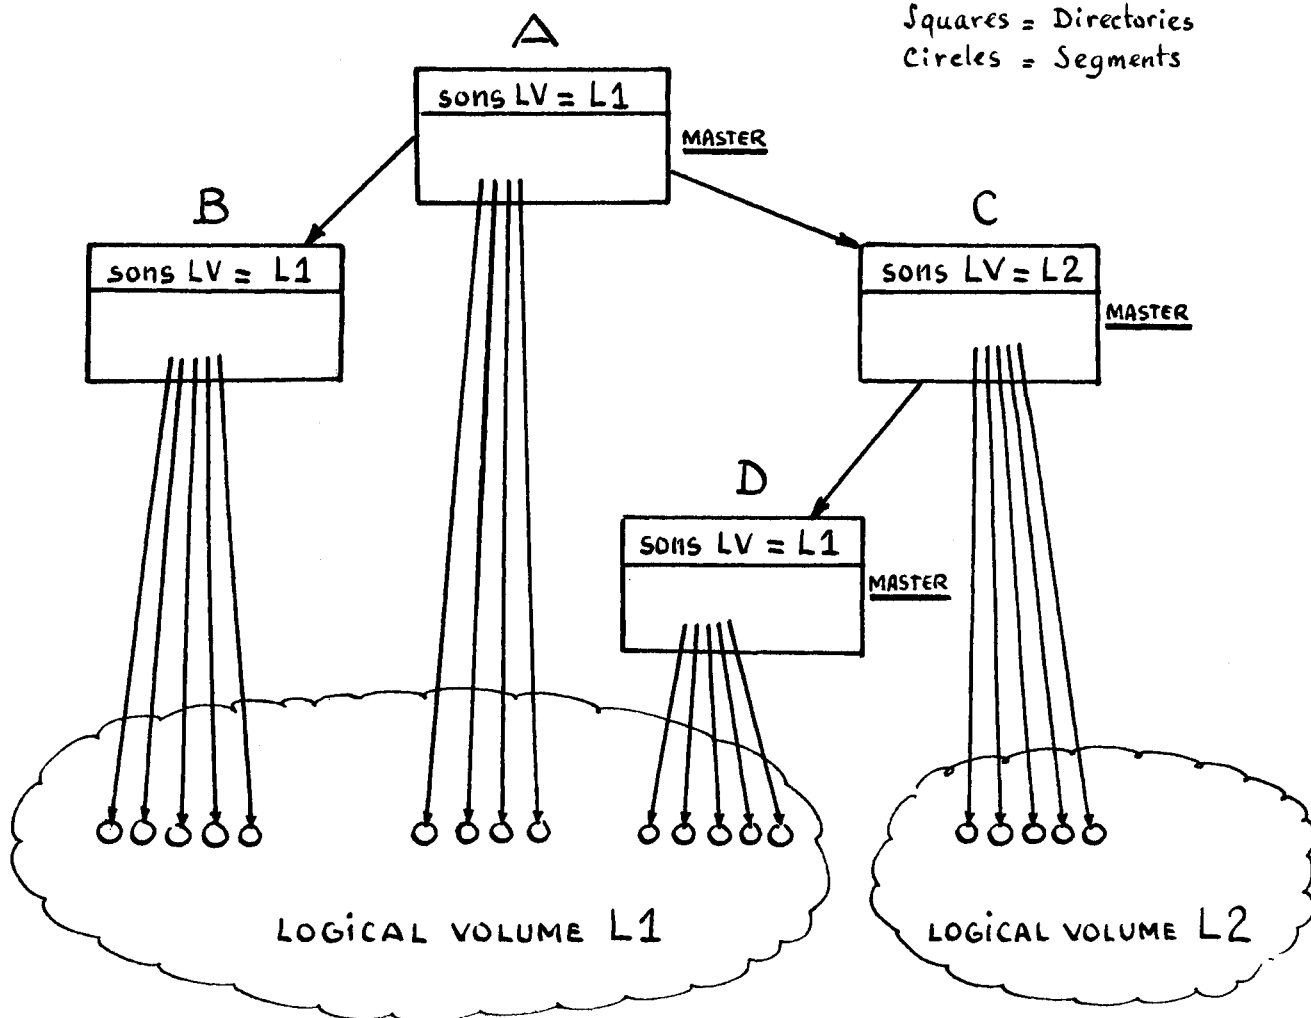 Squares = Directories
Circles = Segments
A
sons LV = L1
MASTER
B
sons LV = L1
C
sons LV = L2
MASTER
D
sons LV = L1
MASTER
LOGICAL VOLUME L1
LOGICAL VOLUME L2